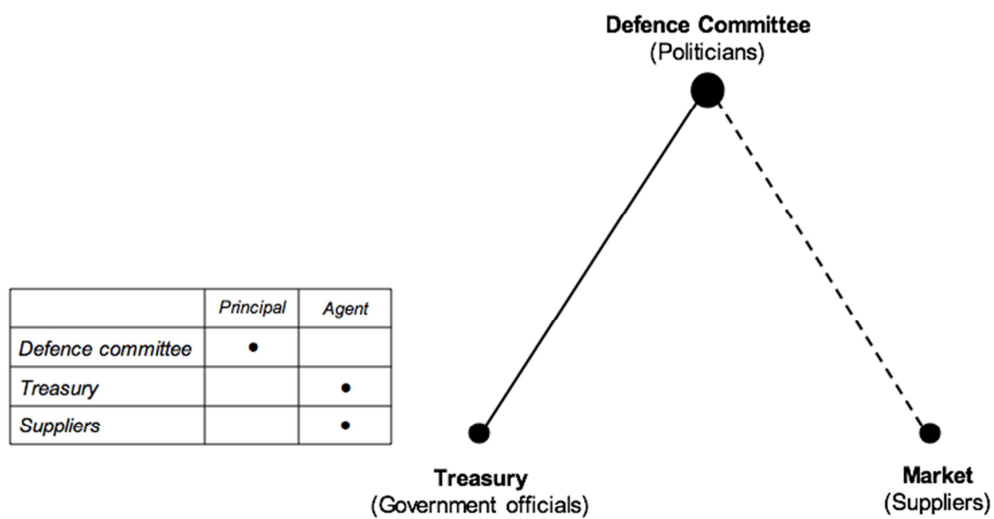 Defence Committee
(Politicians)
Principal Agent
Defence committee •
Treasury •
Suppliers •
Treasury
(Government officials)
Market
(Suppliers)